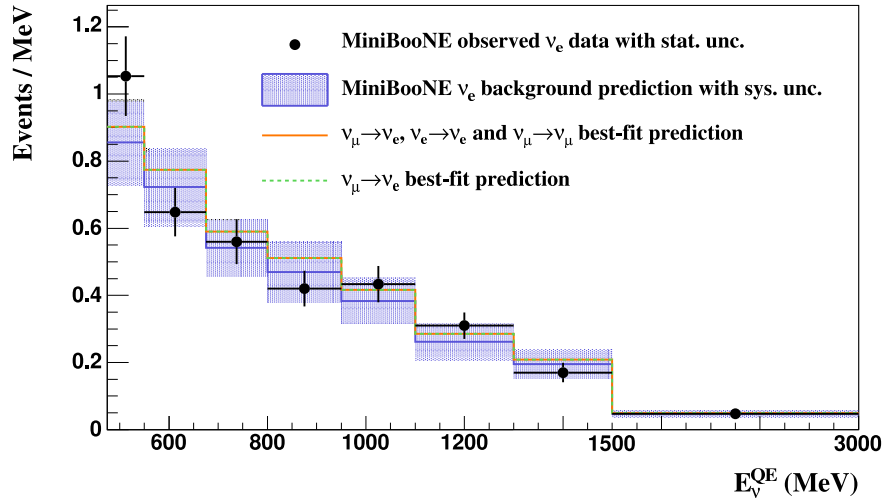 Events / MeV
1.2
1
0.8
0.6
0.4
0.2
0
MiniBooNE observed νe data with stat. unc.
MiniBooNE νe background prediction with sys. unc.
νμ→νe, νe→νe and νμ→νμ best-fit prediction
νμ→νe best-fit prediction
600 800 1000 1200 1500 3000
EνQE (MeV)